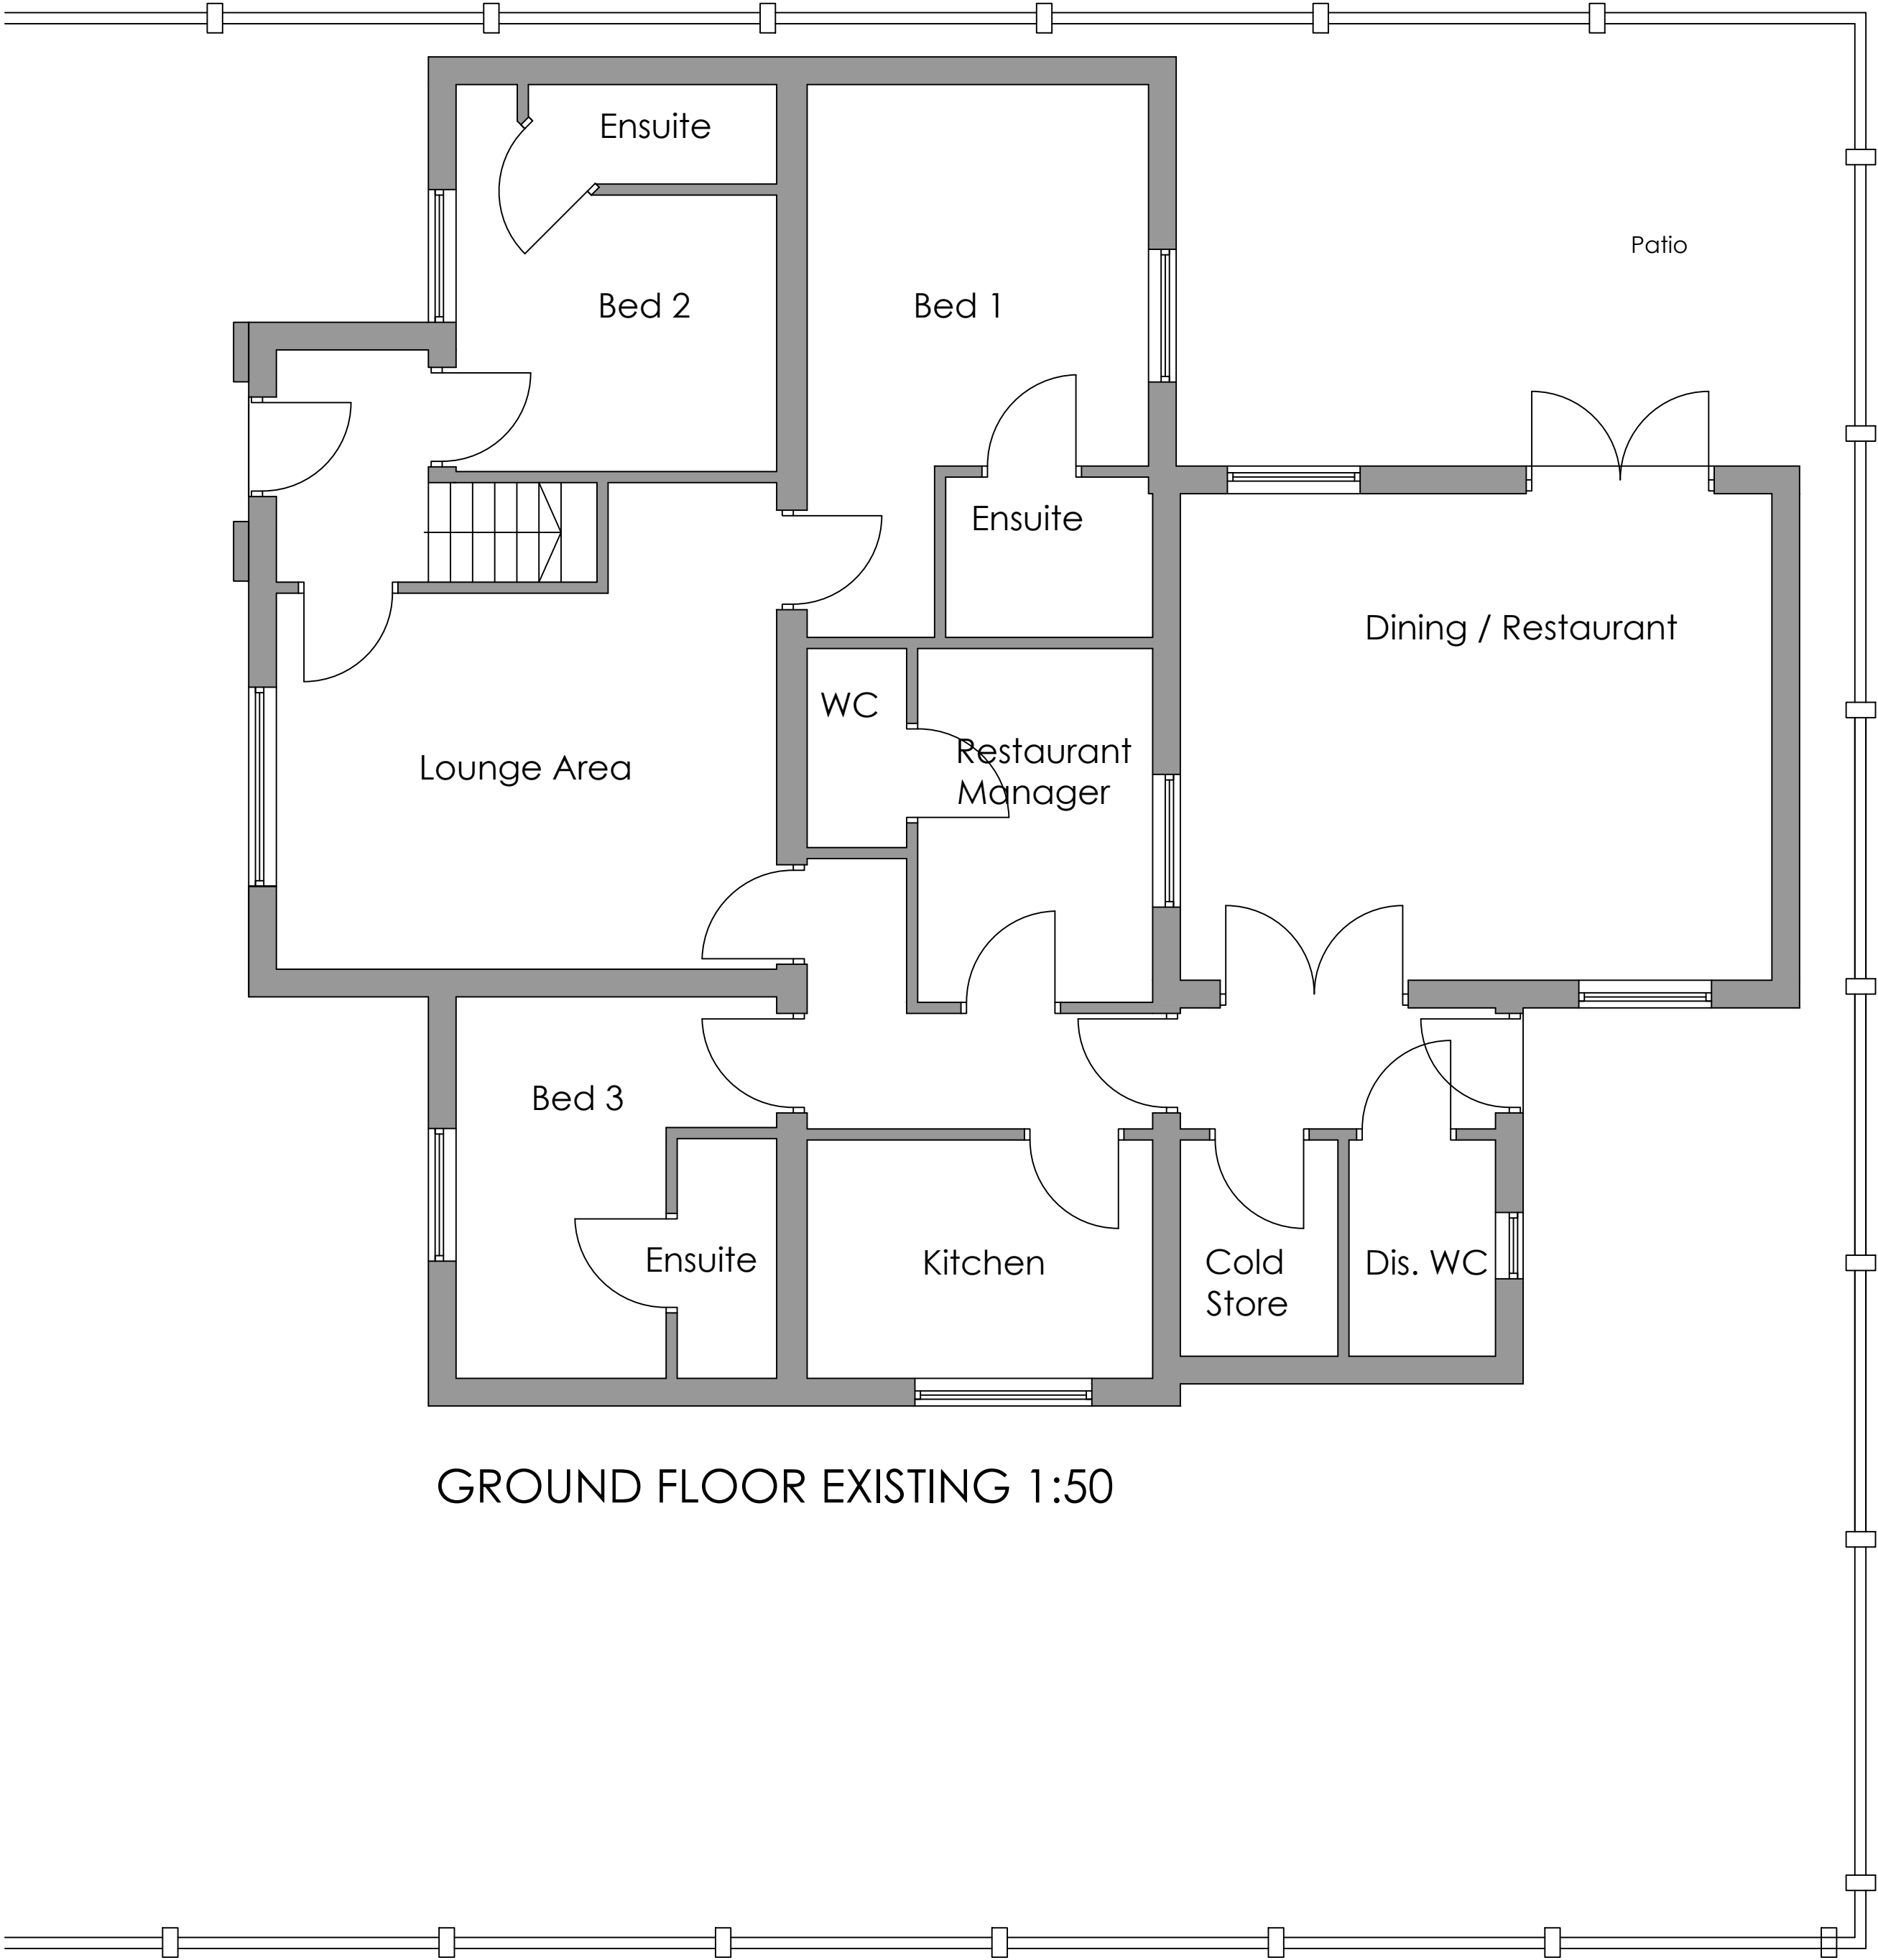 Ensuite
Patio
Bed 2
Bed 1
Ensuite
Dining / Restaurant
WC
Restaurant
Manager
Lounge Area
Bed 3
Ensuite
Kitchen
Cold
Store
Dis. WC
GROUND FLOOR EXISTING 1:50